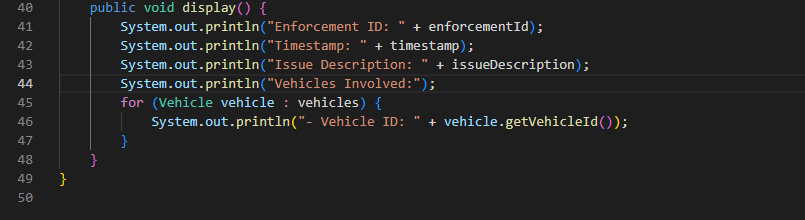 40 public void display() {
41 System.out.println("Enforcement ID: " + enforcementId);
42 System.out.println("Timestamp: " + timestamp);
43 System.out.println("Issue Description: " + issueDescription);
44 System.out.println("Vehicles Involved:");
45 for (Vehicle vehicle : vehicles) {
46 System.out.println("- Vehicle ID: " + vehicle.getVehicleId());
47 }
48 }
49 }
50